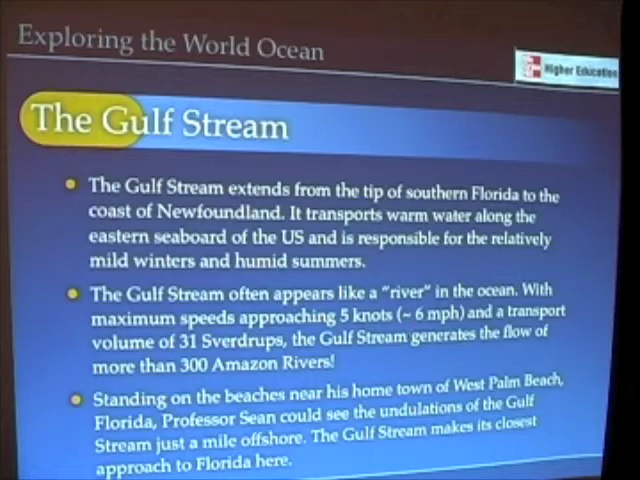 Exploring the World Ocean
Higher Education
The Gulf Stream
The Gulf Stream extends from the tip of southern Florida to the
coast of Newfoundland. It transports warm water along the
eastern seaboard of the US and is responsible for the relatively
mild winters and humid summers.
The Gulf Stream often appears like a "river" in the ocean. With
maximum speeds approaching 5 knots (~ 6 mph) and a transport
volume of 31 Sverdrups, the Gulf Stream generates the flow of
more than 300 Amazon Rivers!
Standing on the beaches near his home town of West Palm Beach,
Florida, Professor Sean could see the undulations of the Gulf
Stream just a mile offshore. The Gulf Stream makes its closest
approach to Florida here.